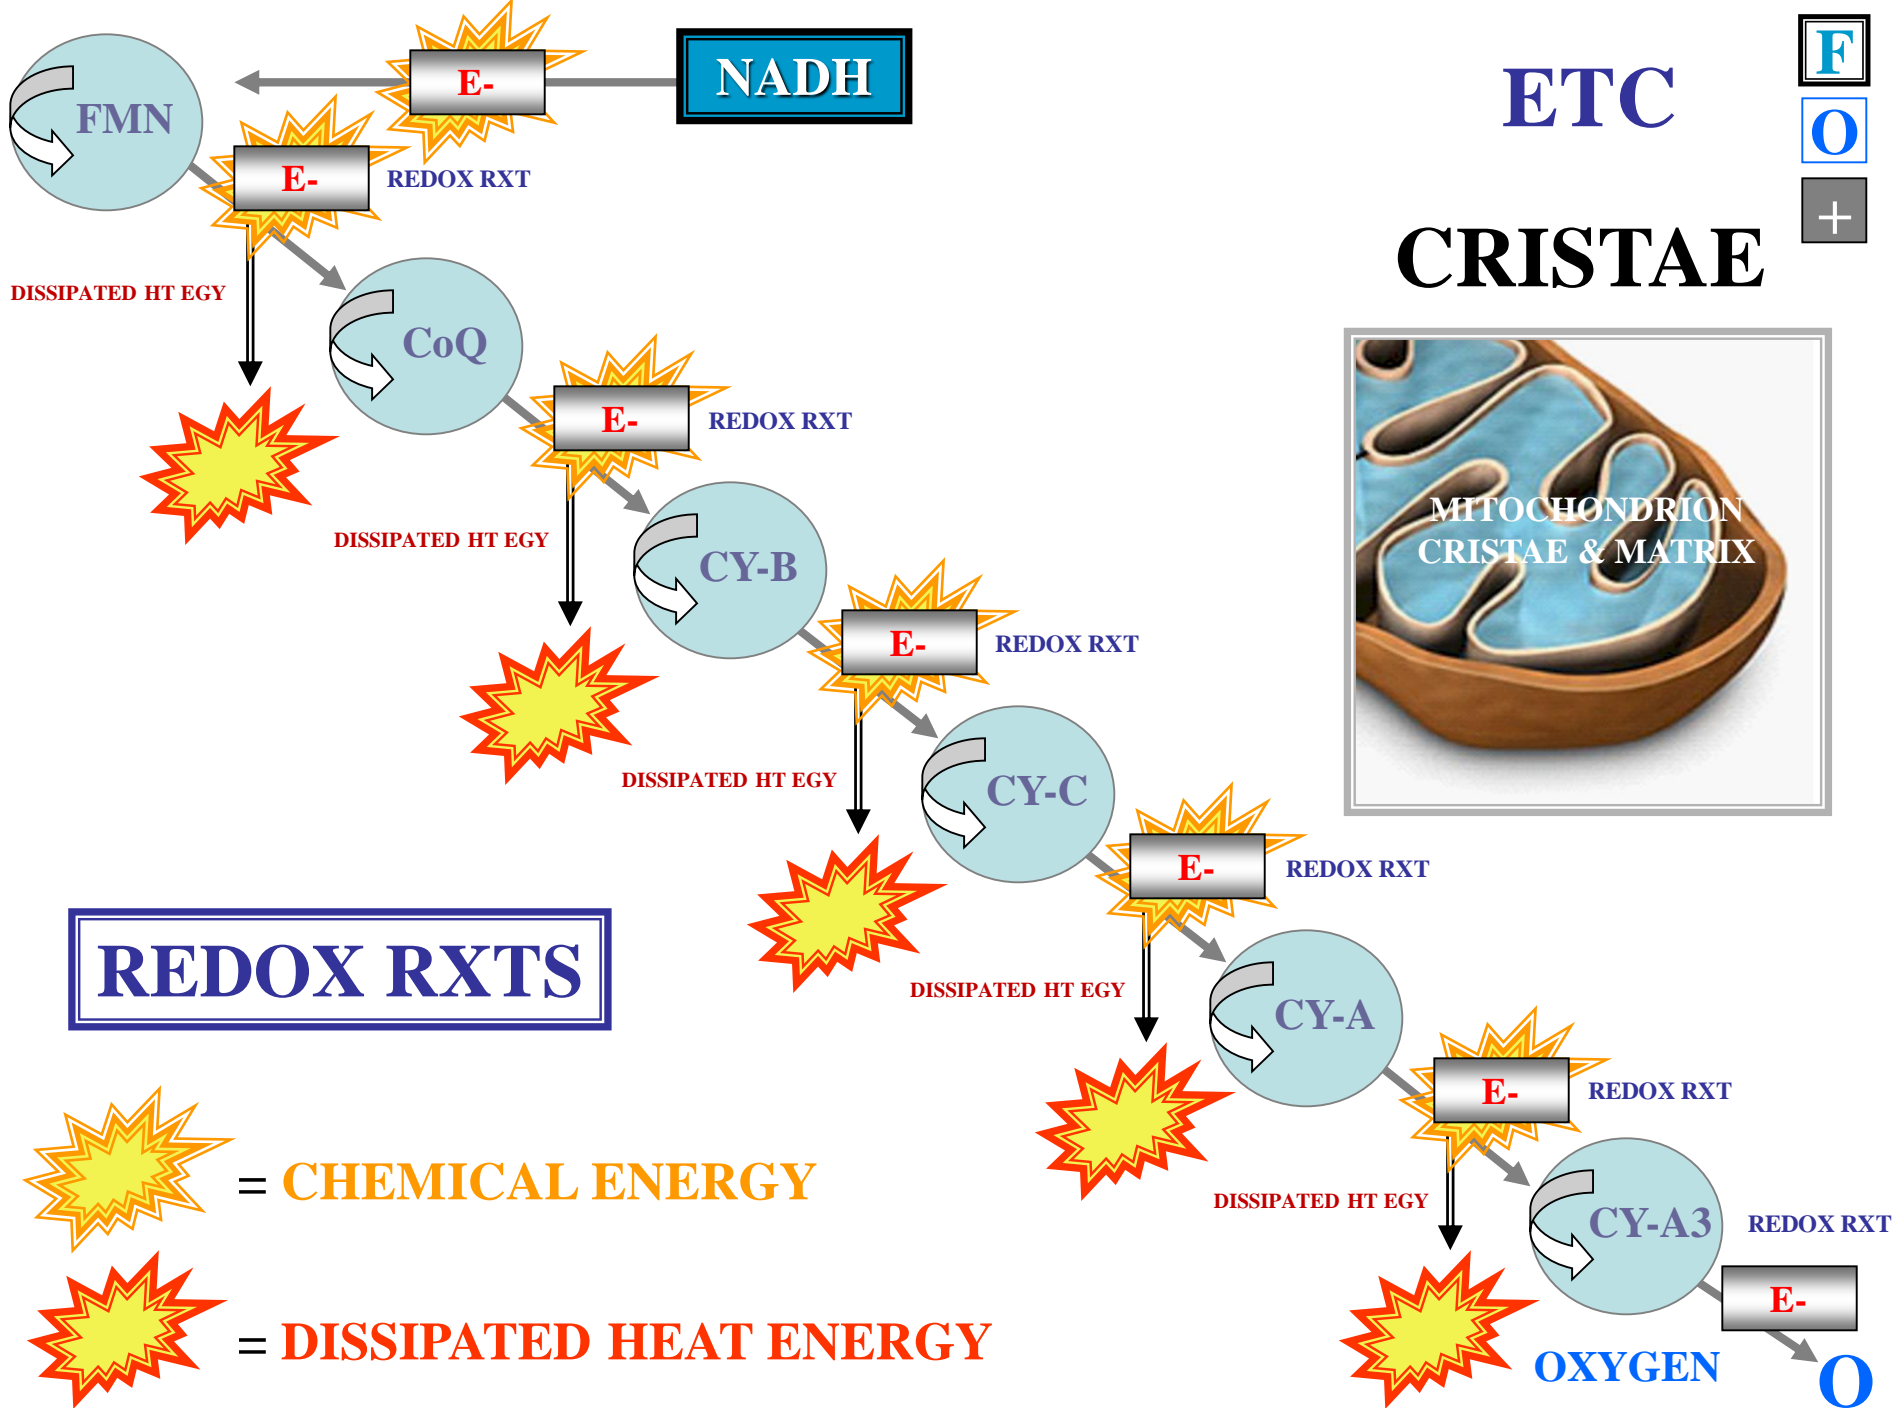 E-
NADH
ETC
F
FMN
O
E-
REDOX RXT
+
CRISTAE
DISSIPATED HT EGY
CoQ
E-
REDOX RXT
MITOCHONDRION
CRISTAE & MATRIX
DISSIPATED HT EGY
CY-B
E-
REDOX RXT
DISSIPATED HT EGY
CY-C
E-
REDOX RXT
REDOX RXTS
DISSIPATED HT EGY
CY-A
E-
REDOX RXT
= CHEMICAL ENERGY
DISSIPATED HT EGY
CY-A3
REDOX RXT
E-
= DISSIPATED HEAT ENERGY
OXYGEN
O